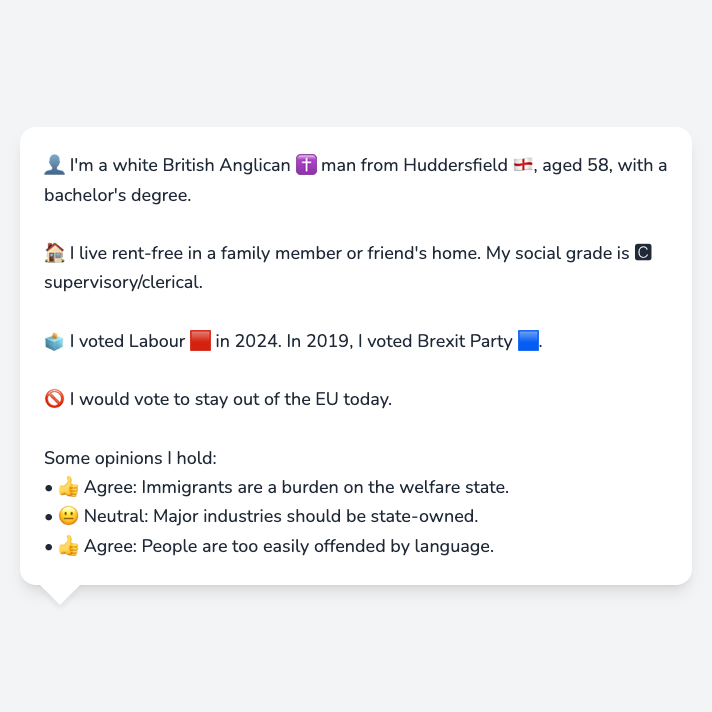 👤 I'm a white British Anglican ✝️ man from Huddersfield 🏴󠁧󠁢󠁥󠁮󠁧󠁿, aged 58, with a
bachelor's degree.
🏠 I live rent-free in a family member or friend's home. My social grade is 🅲
supervisory/clerical.
🗳️ I voted Labour 🟥 in 2024. In 2019, I voted Brexit Party 🟦.
🚫 I would vote to stay out of the EU today.
Some opinions I hold:
• 👍 Agree: Immigrants are a burden on the welfare state.
• 😐 Neutral: Major industries should be state-owned.
• 👍 Agree: People are too easily offended by language.